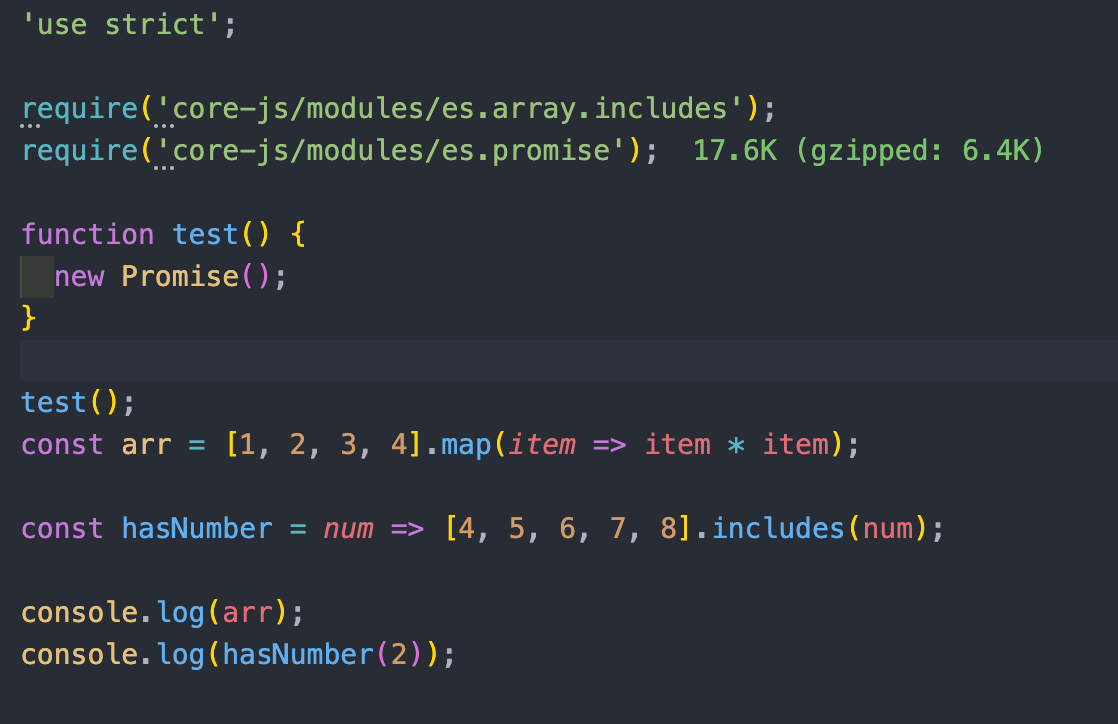 'use strict';
require('core-js/modules/es.array.includes');
require('core-js/modules/es.promise');  17.6K (gzipped: 6.4K)
function test() {
  new Promise();
}
test();
const arr = [1, 2, 3, 4].map(item => item * item);
const hasNumber = num => [4, 5, 6, 7, 8].includes(num);
console.log(arr);
console.log(hasNumber(2));